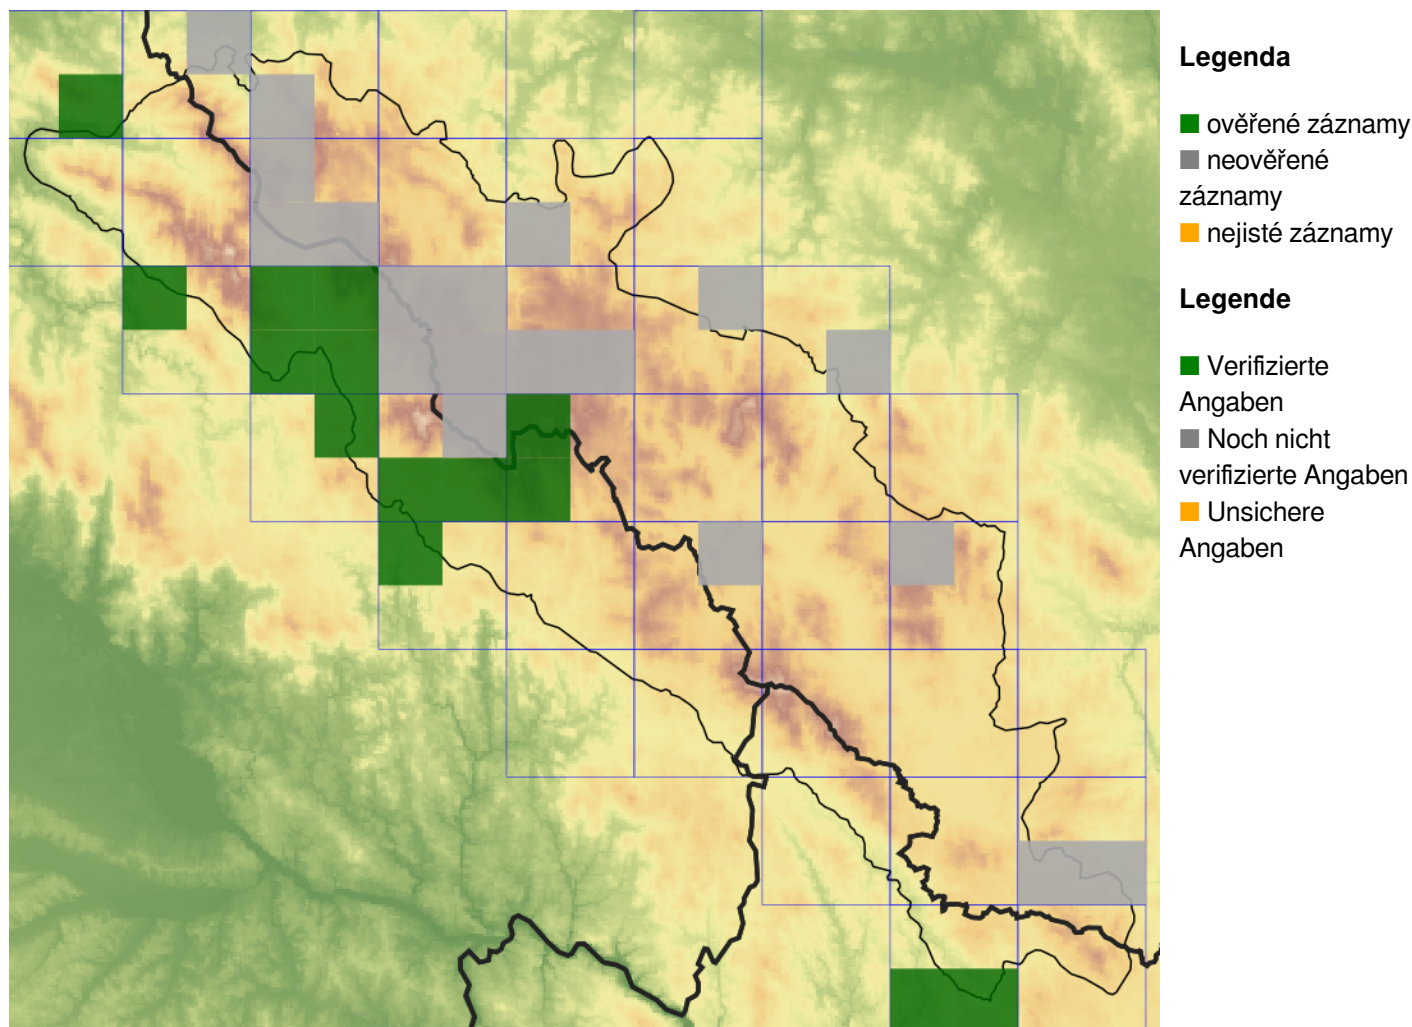 Legenda
ověřené záznamy
neověřené
záznamy
nejisté záznamy
Legende
Verifizierte
Angaben
Noch nicht
verifizierte Angaben
Unsichere
Angaben